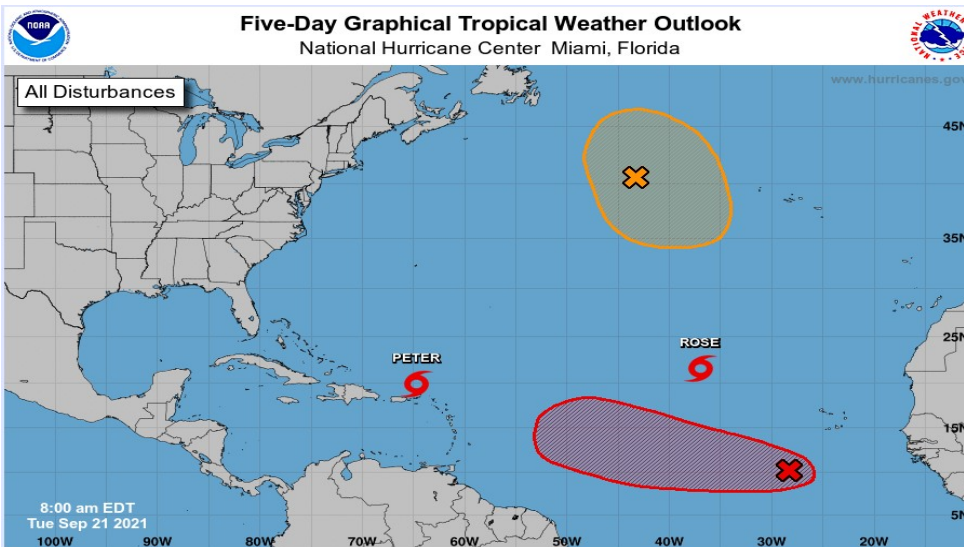 Five-Day Graphical Tropical Weather Outlook
National Hurricane Center Miami, Florida
NOAA
All Disturbances
www.hurricanes.gov
45N
35N
ROSE
25N
PETER
15N
8:00 am EDT
Tue Sep 21 2021
5N
100W 90W 80W 70W 60W 50W 40W 30W 20W